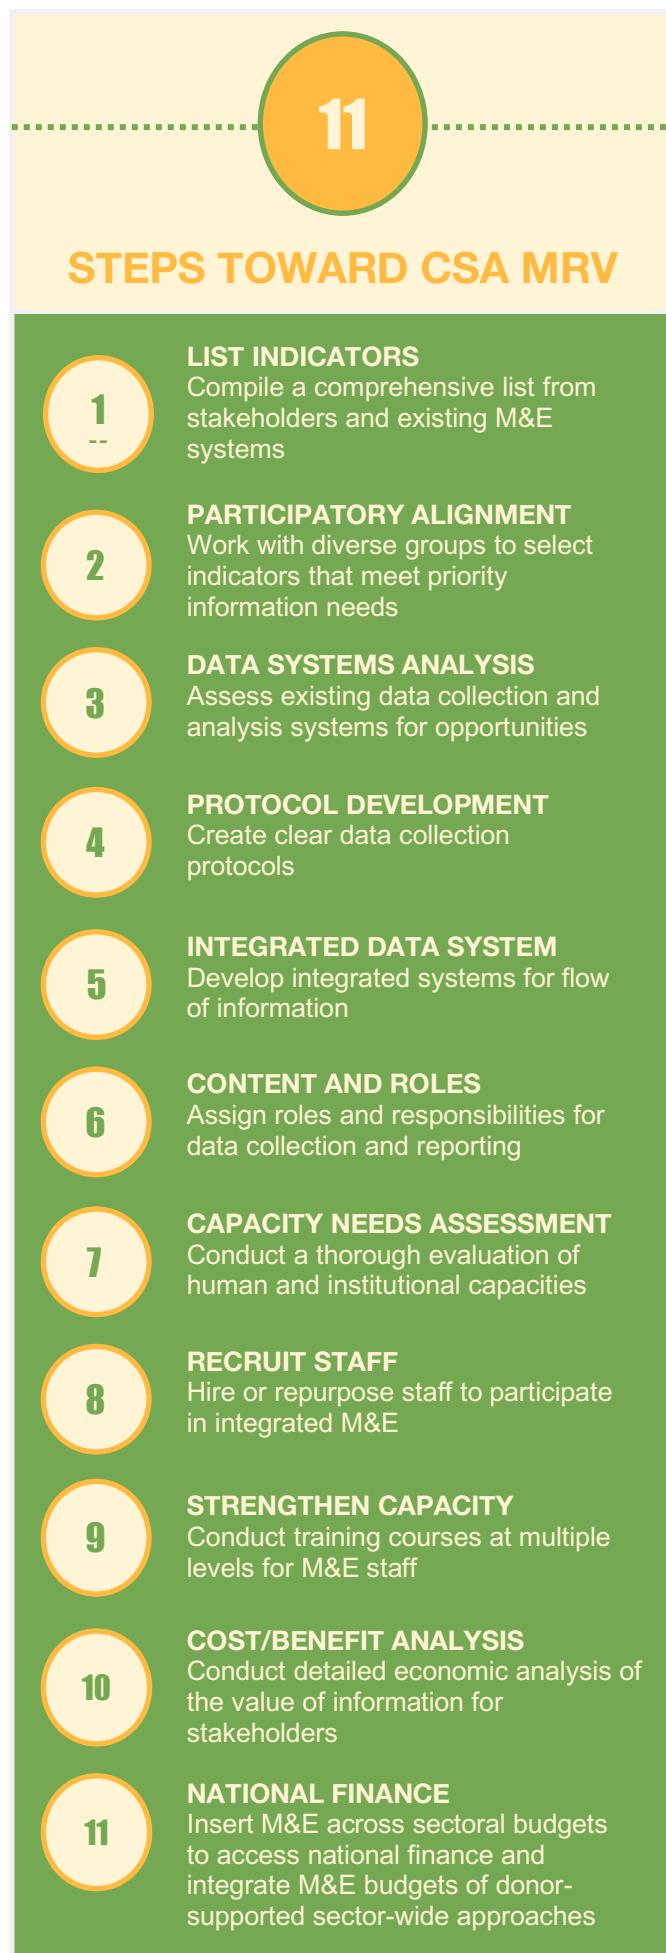 11
STEPS TOWARD CSA MRV
1
LIST INDICATORS
Compile a comprehensive list from
stakeholders and existing M&E
systems
2
PARTICIPATORY ALIGNMENT
Work with diverse groups to select
indicators that meet priority
information needs
3
DATA SYSTEMS ANALYSIS
Assess existing data collection and
analysis systems for opportunities
4
PROTOCOL DEVELOPMENT
Create clear data collection
protocols
5
INTEGRATED DATA SYSTEM
Develop integrated systems for flow
of information
6
CONTENT AND ROLES
Assign roles and responsibilities for
data collection and reporting
7
CAPACITY NEEDS ASSESSMENT
Conduct a thorough evaluation of
human and institutional capacities
8
RECRUIT STAFF
Hire or repurpose staff to participate
in integrated M&E
9
STRENGTHEN CAPACITY
Conduct training courses at multiple
levels for M&E staff
10
COST/BENEFIT ANALYSIS
Conduct detailed economic analysis of
the value of information for
stakeholders
11
NATIONAL FINANCE
Insert M&E across sectoral budgets
to access national finance and
integrate M&E budgets of donor-
supported sector-wide approaches